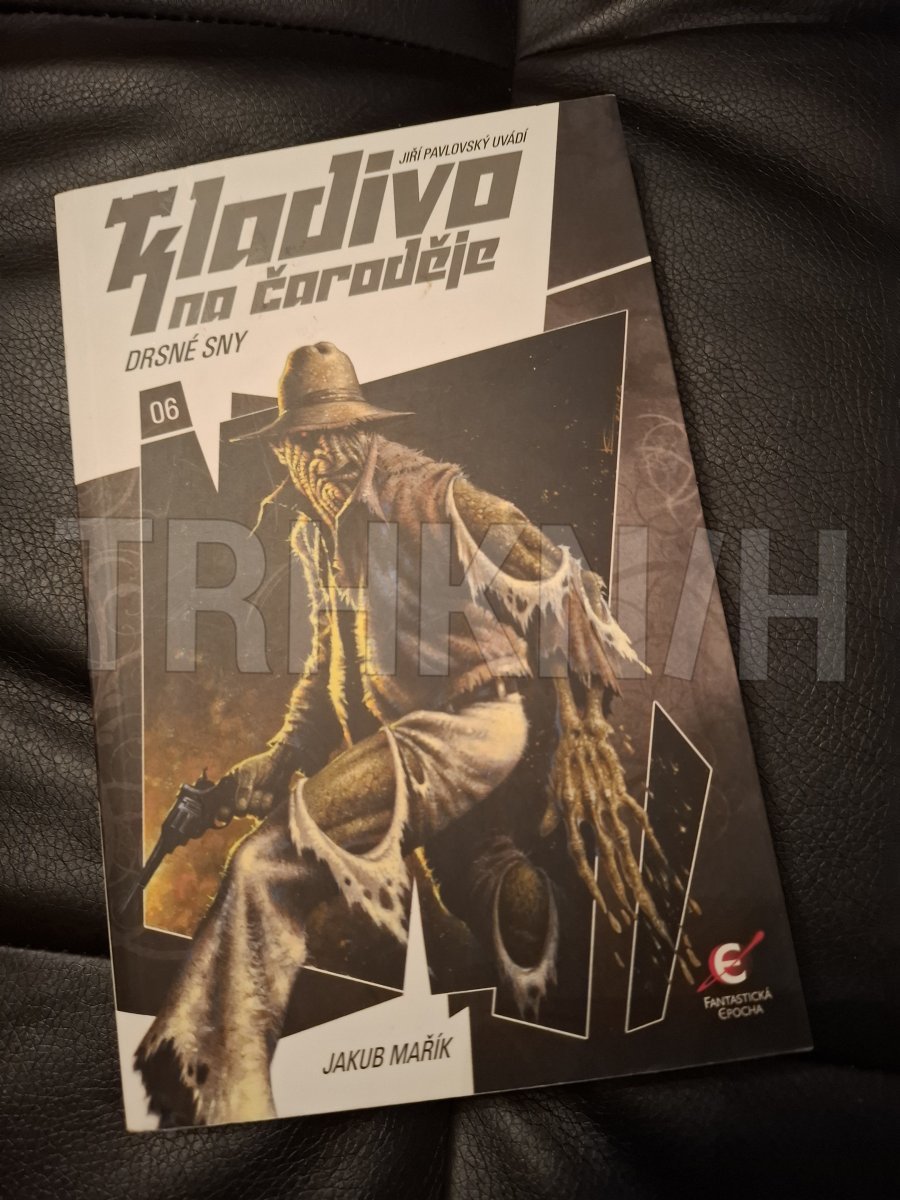 JIŘÍ PAVLOVSKÝ UVÁDÍ
Kladivo
na čaroděje
DRSNÉ SNY
06
TRHKNIH
FANTASTICKÁ
EPOCHA
JAKUB MAŘÍK